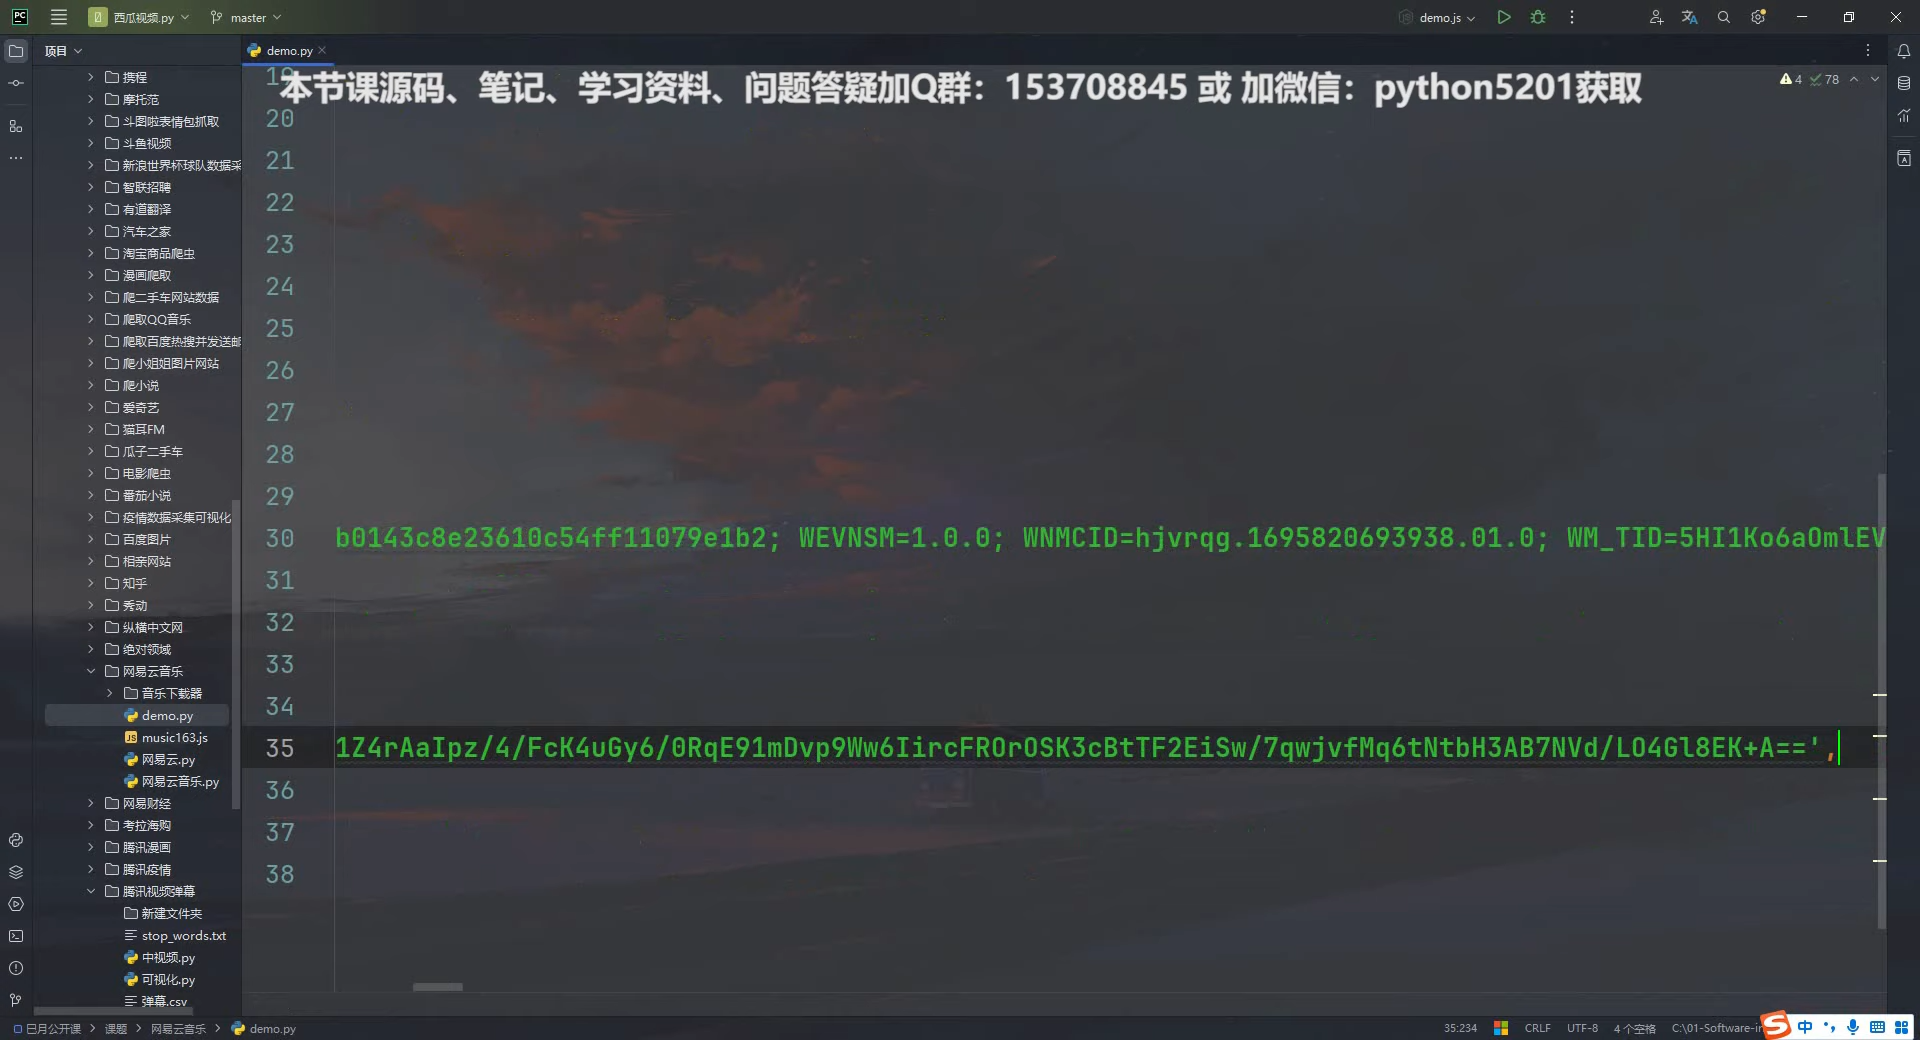 PC
西瓜视频.py
master
demo.js
项目
demo.py
携程
摩托范
斗图啦表情包抓取
斗鱼视频
新浪世界杯球队数据采
智联招聘
有道翻译
汽车之家
淘宝商品爬虫
漫画爬取
爬二手车网站数据
爬取QQ音乐
爬取百度热搜并发送邮
爬小姐姐图片网站
爬小说
爱奇艺
猫耳FM
瓜子二手车
电影爬虫
番茄小说
疫情数据采集可视化
百度图片
相亲网站
知乎
秀动
纵横中文网
绝对领域
网易云音乐
音乐下载器
demo.py
music163.js
网易云.py
网易云音乐.py
网易财经
考拉海购
腾讯漫画
腾讯疫情
腾讯视频弹幕
新建文件夹
stop_words.txt
中视频.py
可视化.py
弹幕.csv
本节课源码、笔记、学习资料、问题答疑加Q群：153708845 或 加微信：python5201获取
4 78
19
20
21
22
23
24
25
26
27
28
29
30 b0143c8e23610c54ff11079e1b2; WEVNSM=1.0.0; WNMCID=hjvrqg.1695820693938.01.0; WM_TID=5HI1Ko6aOmlEV
31
32
33
34
35 1Z4rAaIpz/4/FcK4uGy6/0RqE91mDvp9Ww6IircFROrOSK3cBtTF2EiSw/7qwjvfMq6tNtbH3AB7NVd/LO4Gl8EK+A==',
36
37
38
巳月公开课 课题 网易云音乐 demo.py
35:234 CRLF UTF-8 4 个空格 C:\01-Software-in
中